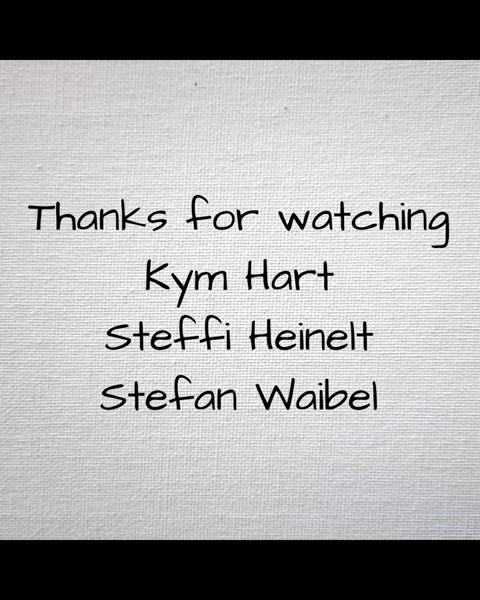 Thanks for watching
Kym Hart
Steffi Heinelt
Stefan Waibel